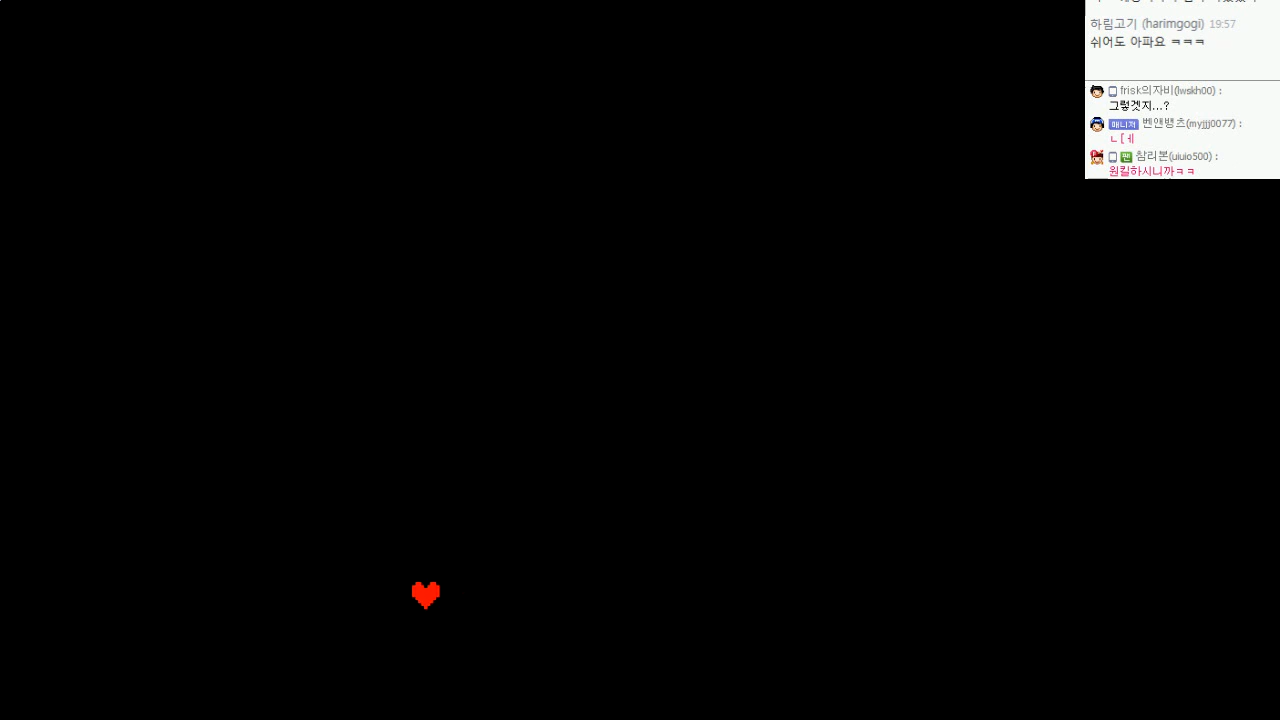 하림고기 (harimgogi) 19:57
쉬어도 아파요 ㅋㅋㅋ
frisk의자비(lwskh00) :
그렇겟지...?
매니저 벤앤뱅츠(myjjj0077) :
ㄴ[ㅔ
팬 참리본(uiuio500) :
원킬하시니까ㅋㅋ